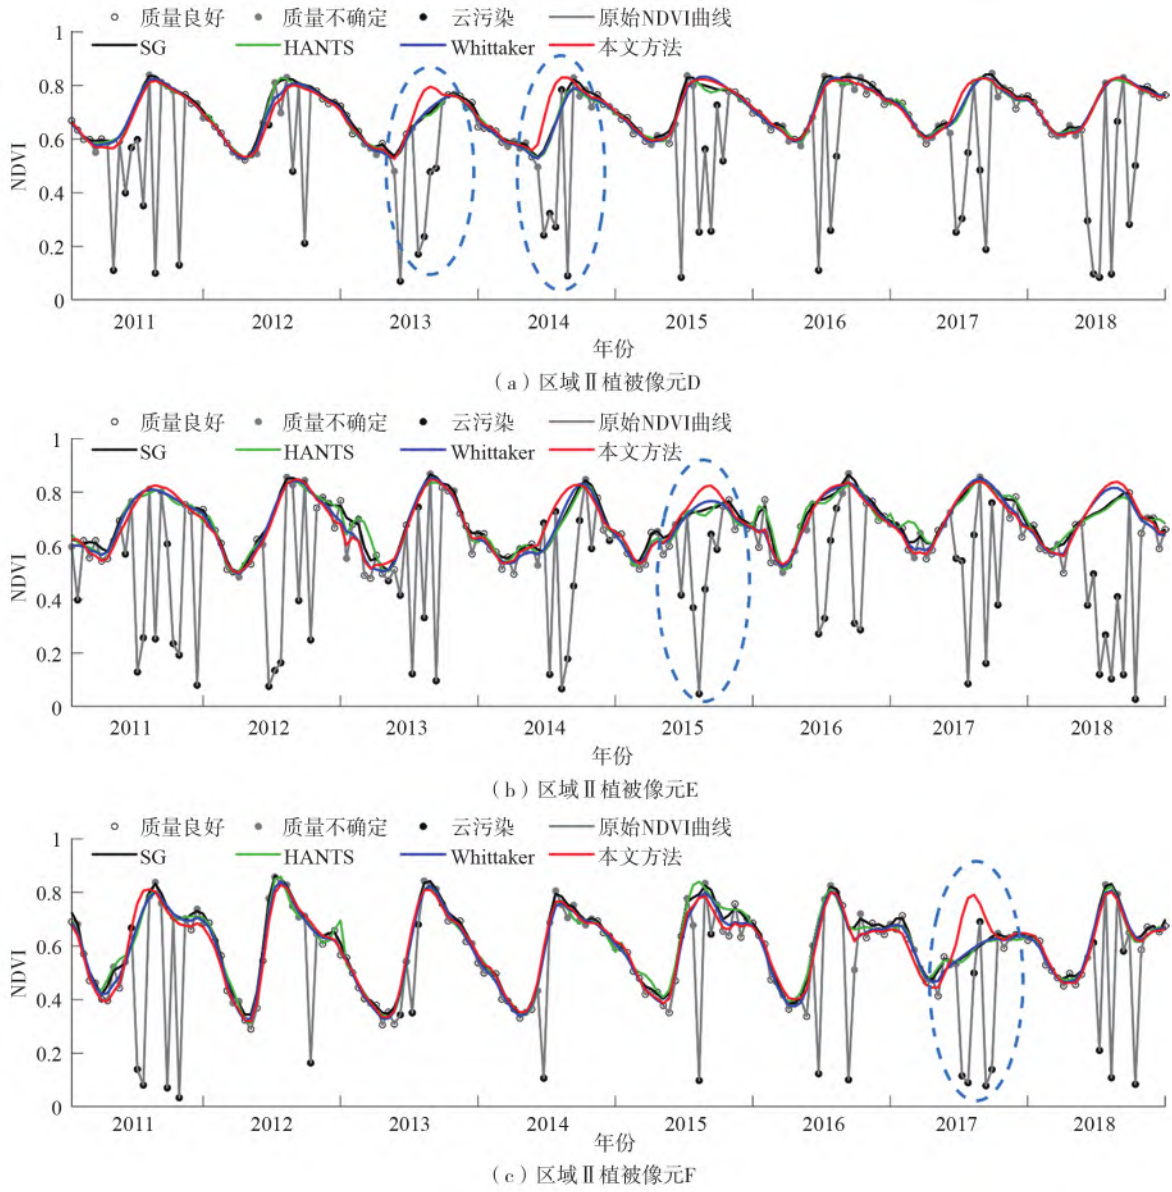 质量良好 质量不确定 云污染 原始NDVI曲线
SG HANTS Whittaker 本文方法
1
0.8
0.6
0.4
0.2
0
NDVI
2011 2012 2013 2014 2015 2016 2017 2018
年份
(a)区域Ⅱ植被像元D
质量良好 质量不确定 云污染 原始NDVI曲线
SG HANTS Whittaker 本文方法
1
0.8
0.6
0.4
0.2
0
NDVI
2011 2012 2013 2014 2015 2016 2017 2018
年份
(b)区域Ⅱ植被像元E
质量良好 质量不确定 云污染 原始NDVI曲线
SG HANTS Whittaker 本文方法
1
0.8
0.6
0.4
0.2
0
NDVI
2011 2012 2013 2014 2015 2016 2017 2018
年份
(c)区域Ⅱ植被像元F